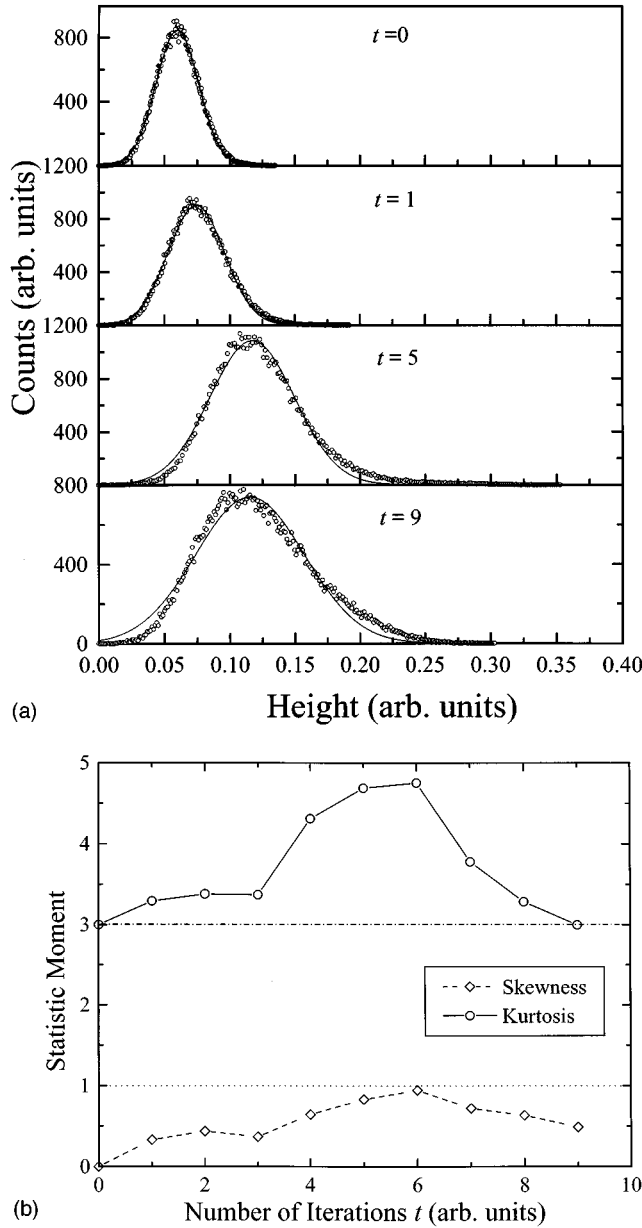 800
t =0
400
1200
800
t = 1
400
1200
800
t = 5
400
800
t = 9
400
0
0.00 0.05 0.10 0.15 0.20 0.25 0.30 0.35 0.40
Counts (arb. units)
Height (arb. units)
(a)
5
4
3
2
1
0
Statistic Moment
Skewness
Kurtosis
0 2 4 6 8 10
Number of Iterations t (arb. units)
(b)